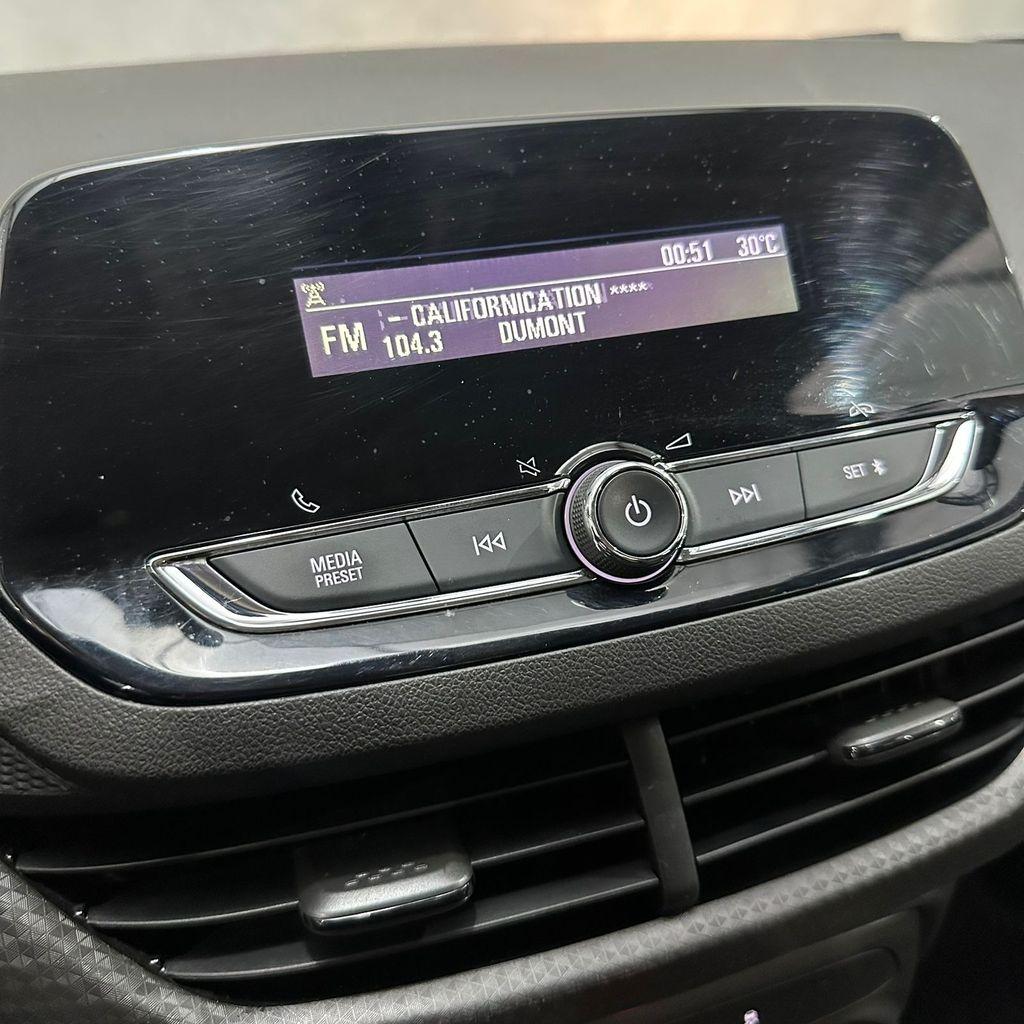 00:51 30°C
FM
- CALIFORNICATION ****
104.3 DUMONT
MEDIA
PRESET
SET